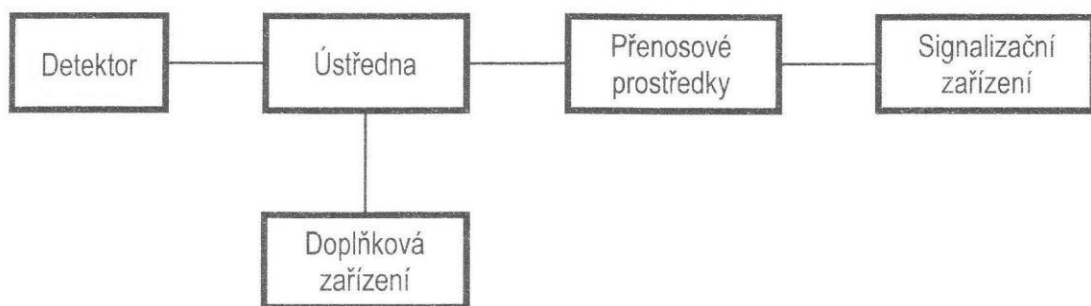 Detektor
Ústředna
Přenosové
prostředky
Signalizační
zařízení
Doplňková
zařízení